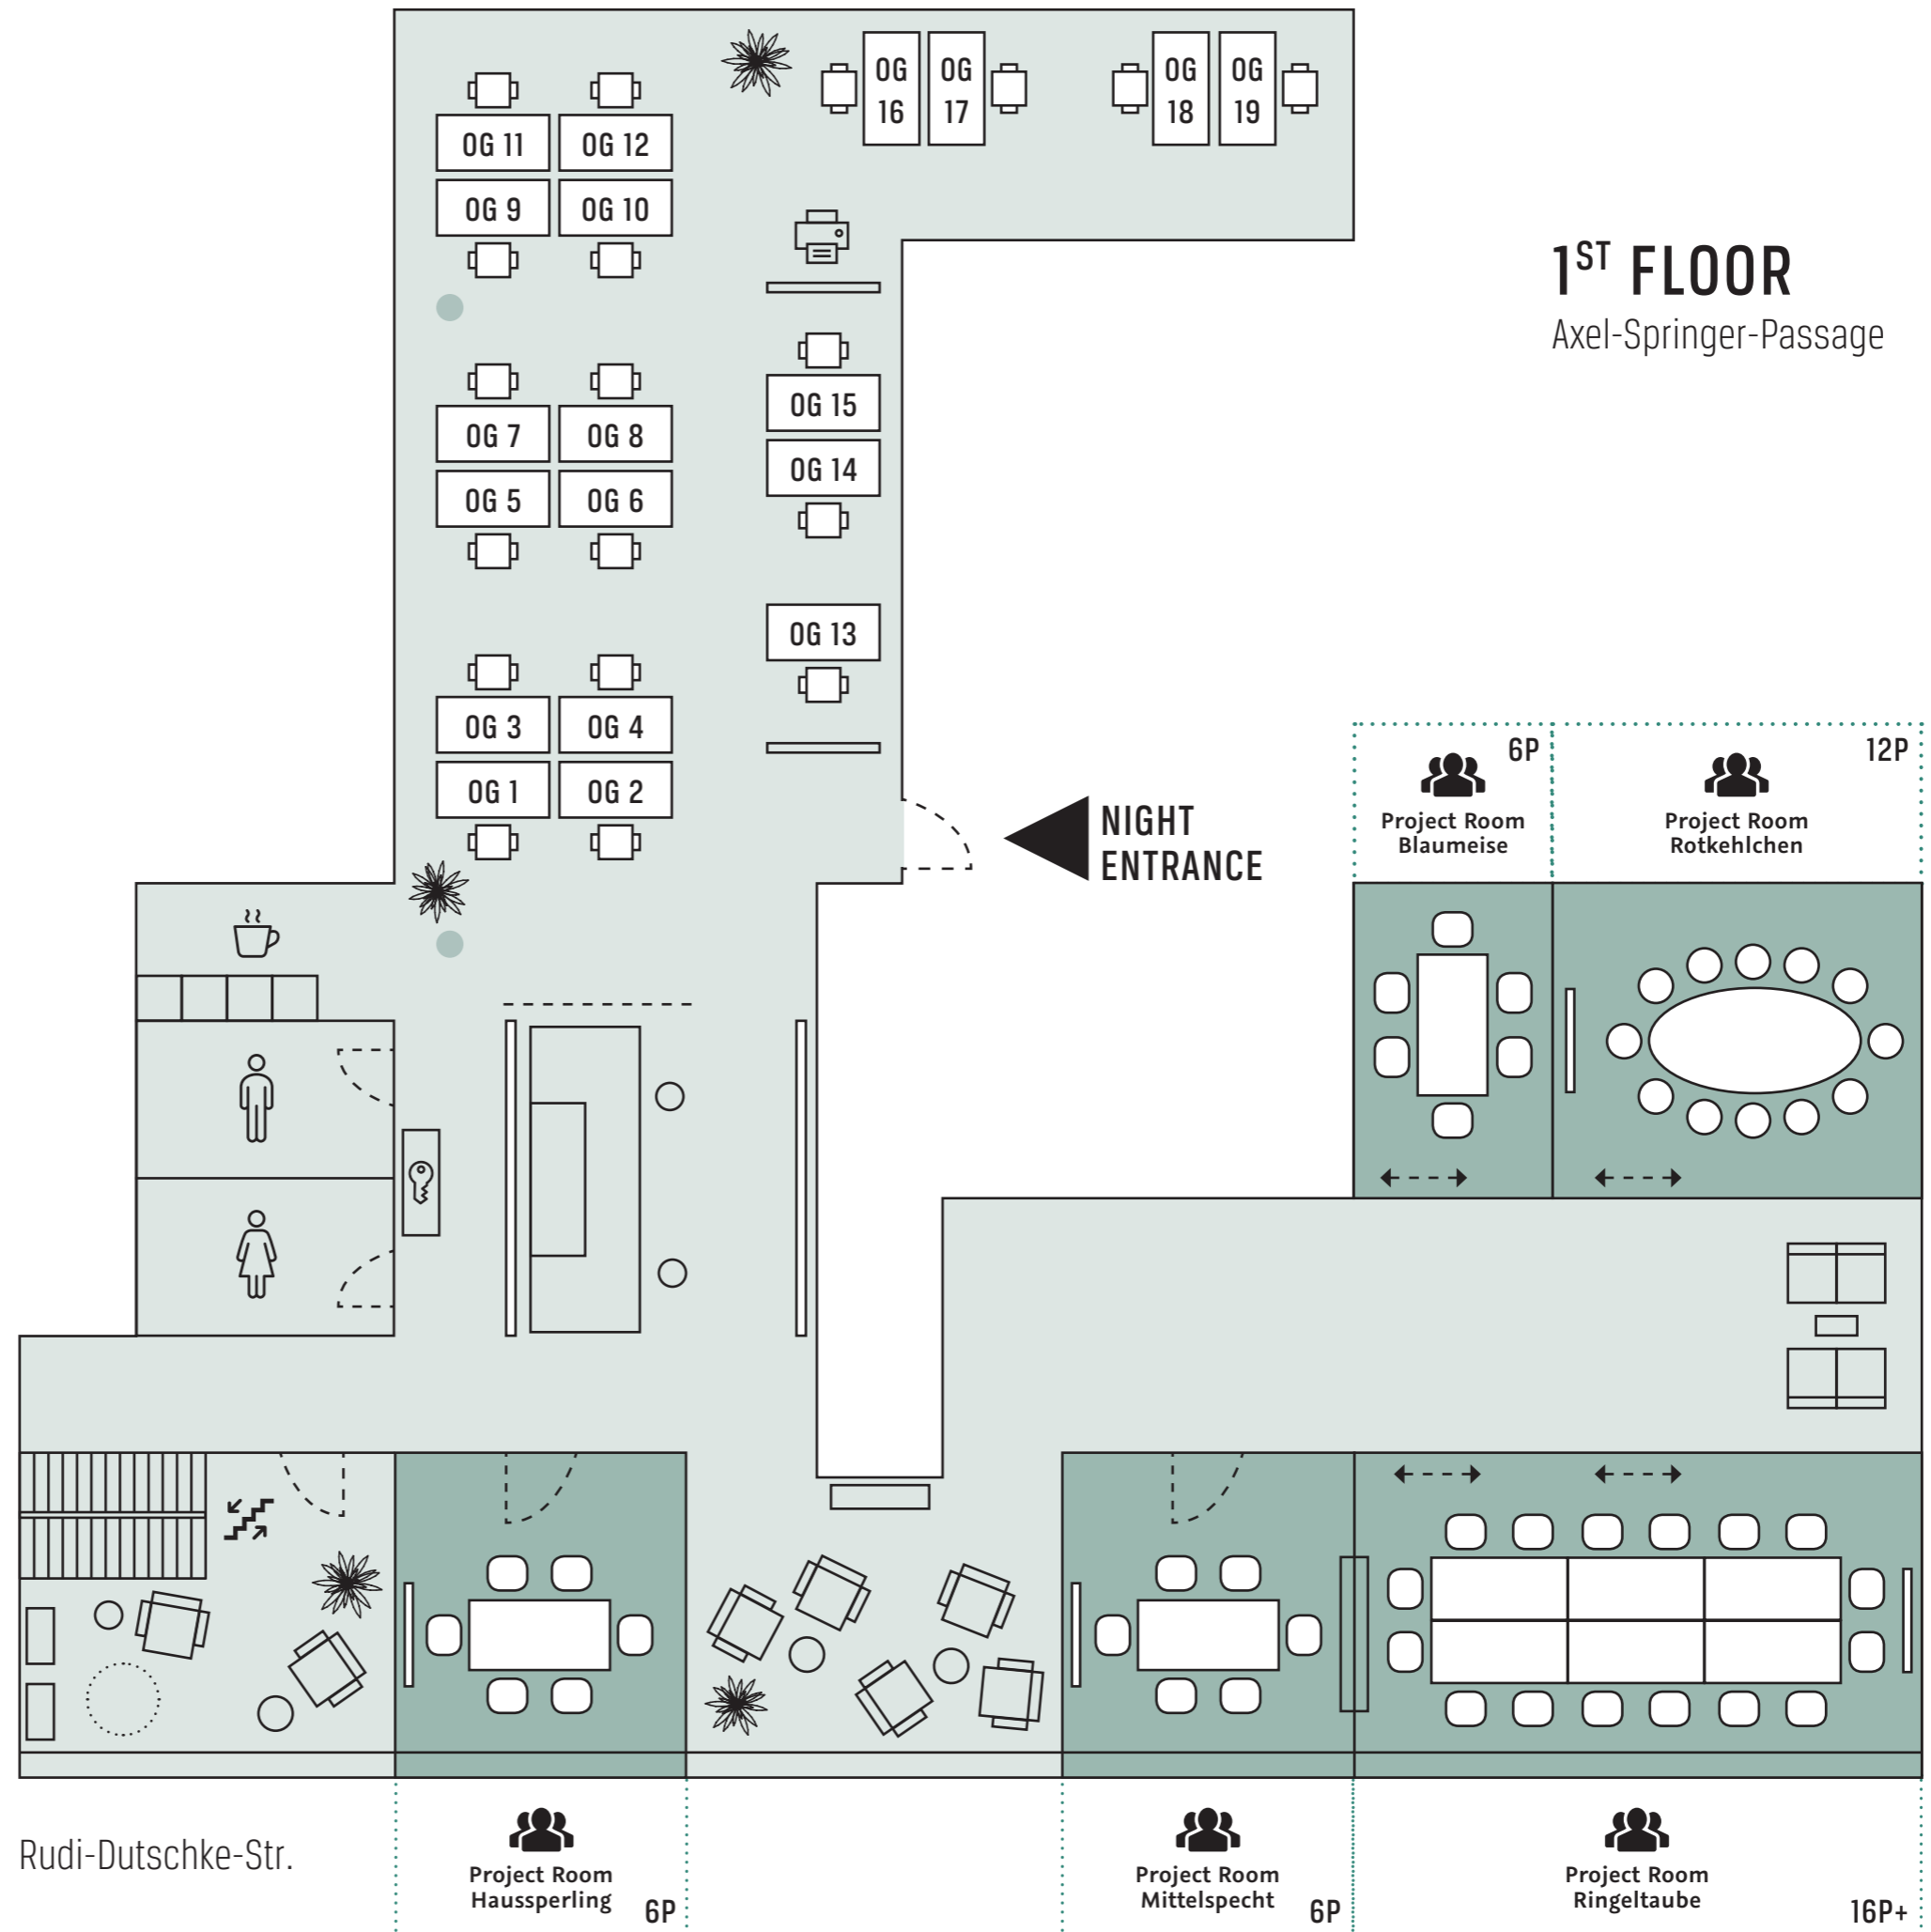 OG
16
OG
17
OG
18
OG
19
OG 11
OG 12
OG 9
OG 10
1ST FLOOR
Axel-Springer-Passage
OG 15
OG 7
OG 8
OG 14
OG 5
OG 6
OG 13
OG 3
OG 4
OG 1
OG 2
NIGHT
ENTRANCE
6P
Project Room
Blaumeise
12P
Project Room
Rotkehlchen
Rudi-Dutschke-Str.
Project Room
Haussperling
6P
Project Room
Mittelspecht
6P
Project Room
Ringeltaube
16P+